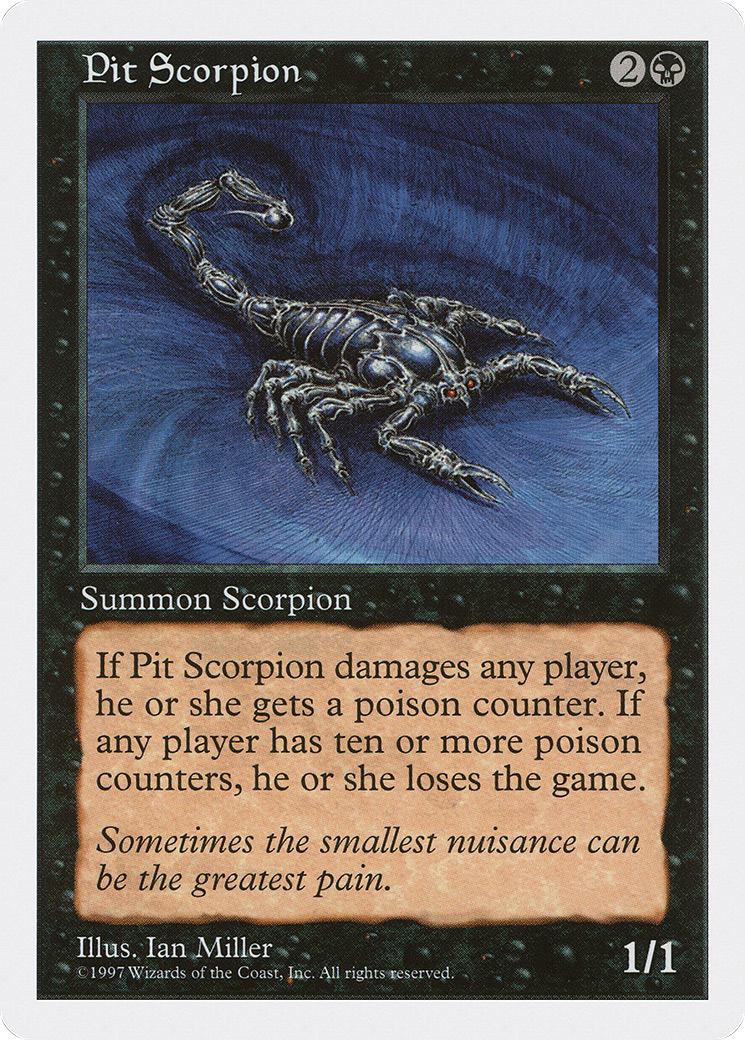 Pit Scorpion 2
Summon Scorpion
If Pit Scorpion damages any player,
he or she gets a poison counter. If
any player has ten or more poison
counters, he or she loses the game.
Sometimes the smallest nuisance can
be the greatest pain.
Illus. Ian Miller
©1997 Wizards of the Coast, Inc. All rights reserved.
1/1